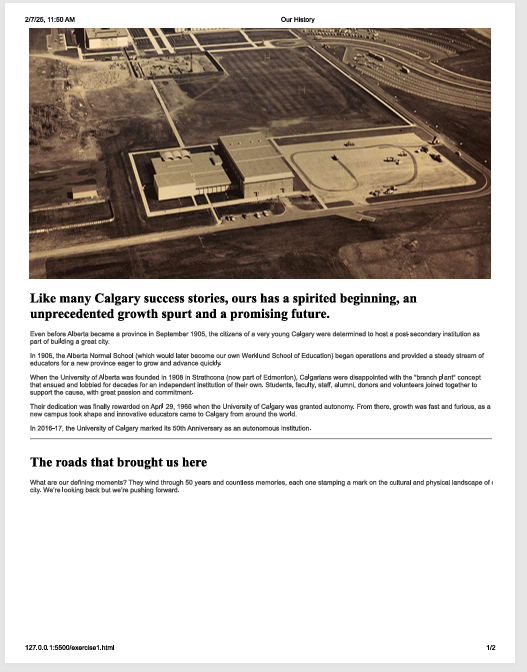 2/7/25, 11:50 AM
Our History
Like many Calgary success stories, ours has a spirited beginning, an
unprecedented growth spurt and a promising future.
Even before Alberta became a province in September 1905, the citizens of a very young Calgary were determined to host a post-secondary institution as
part of building a great city.
In 1906, the Alberta Normal School (which would later become our own Werklund School of Education) began operations and provided a steady stream of
educators for a new province eager to grow and advance quickly.
When the University of Alberta was founded in 1908 in Strathcona (now part of Edmonton), Calgarians were disappointed with the "branch plant" concept
that ensued and lobbied for decades for an independent institution of their own. Students, faculty, staff, alumni, donors and volunteers joined together to
support the cause, with great passion and commitment.
Their dedication was finally rewarded on April 29, 1966 when the University of Calgary was granted autonomy. From there, growth was fast and furious, as a
new campus took shape and innovative educators came to Calgary from around the world.
In 2016-17, the University of Calgary marked its 50th Anniversary as an autonomous institution.
The roads that brought us here
What are our defining moments? They wind through 50 years and countless memories, each one stamping a mark on the cultural and physical landscape of
city. We're looking back but we're pushing forward.
127.0.0.1:5500/exercise1.html
1/2